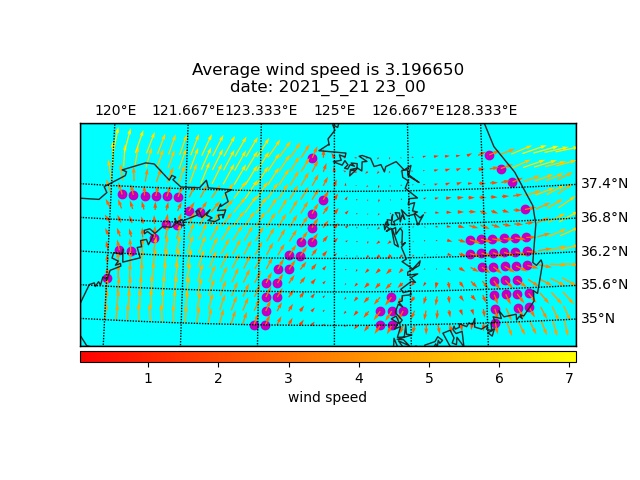 Average wind speed is 3.196650
date: 2021_5_21 23_00
120°E 121.667°E 123.333°E 125°E 126.667°E 128.333°E
37.4°N
36.8°N
36.2°N
35.6°N
35°N
1 2 3 4 5 6 7
wind speed